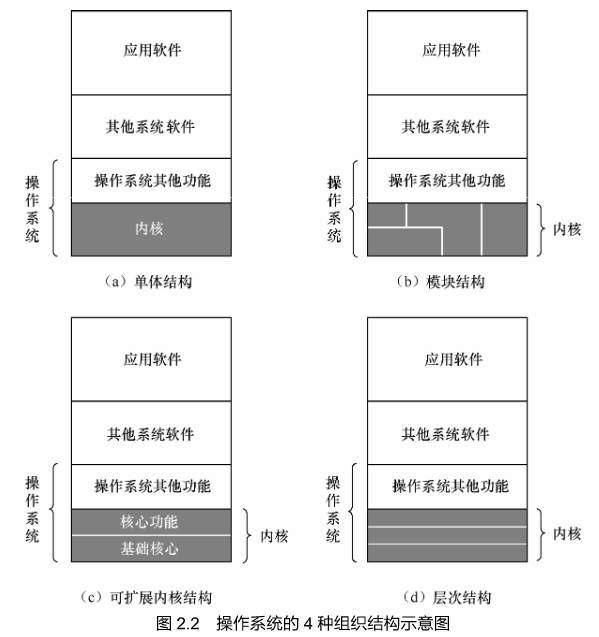 应用软件
其他系统软件
操作系统其他功能
操作系统
内核
(a) 单体结构
应用软件
其他系统软件
操作系统其他功能
操作系统
内核
(b) 模块结构
应用软件
其他系统软件
操作系统其他功能
操作系统
核心功能
基础核心
内核
(c) 可扩展内核结构
应用软件
其他系统软件
操作系统其他功能
操作系统
内核
(d) 层次结构
图 2.2 操作系统的 4 种组织结构示意图